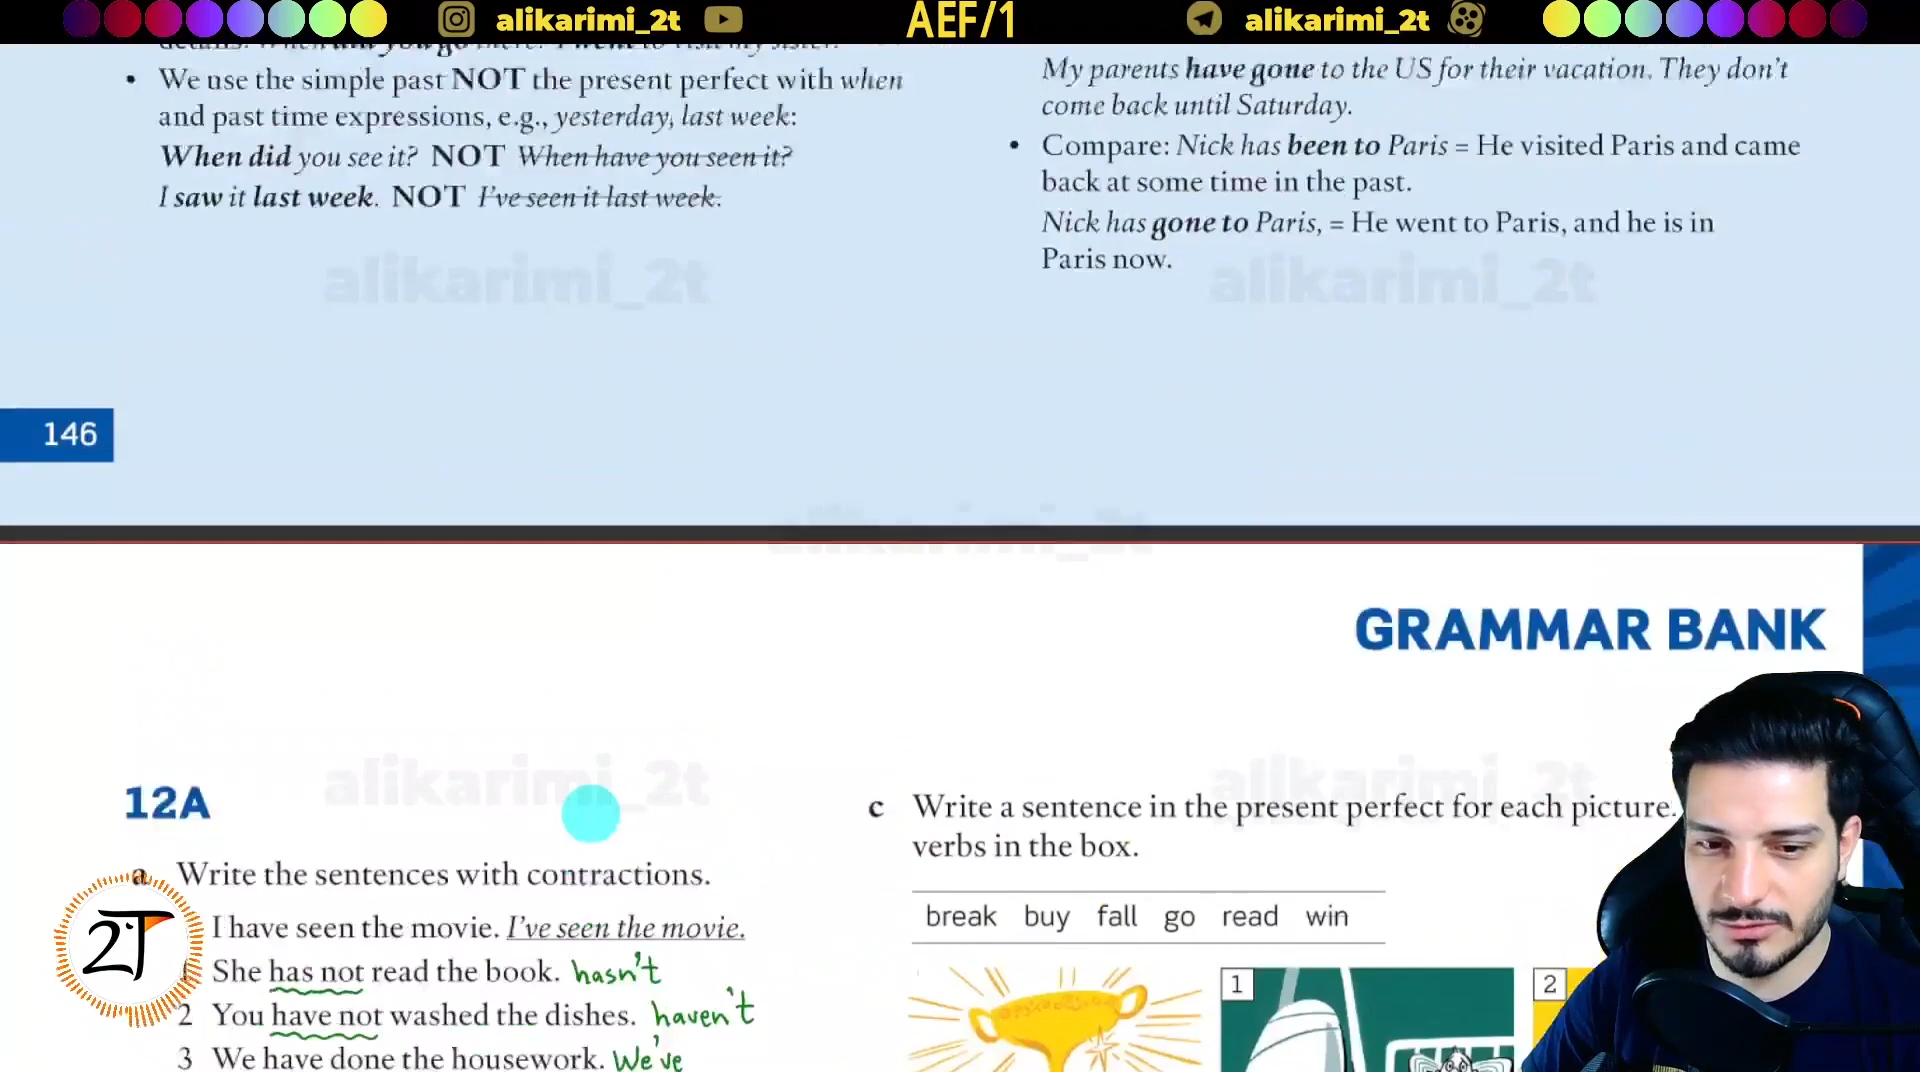 alikarimi_2t
AEF/1
alikarimi_2t
We use the simple past NOT the present perfect with when
and past time expressions, e.g., yesterday, last week:
When did you see it? NOT When have you seen it?
I saw it last week. NOT I've seen it last week.
My parents have gone to the US for their vacation. They don't
come back until Saturday.
• Compare: Nick has been to Paris = He visited Paris and came
back at some time in the past.
Nick has gone to Paris, = He went to Paris, and he is in
Paris now.
alikarimi_2t
alikarimi_2t
146
alikarimi_2t
GRAMMAR BANK
alikarimi_2t
alikarimi_2t
12A
a Write the sentences with contractions.
I have seen the movie. I've seen the movie.
1 She has not read the book. hasn't
2 You have not washed the dishes. haven't
3 We have done the housework. We've
2T
c Write a sentence in the present perfect for each picture.
verbs in the box.
break buy fall go read win
1
2